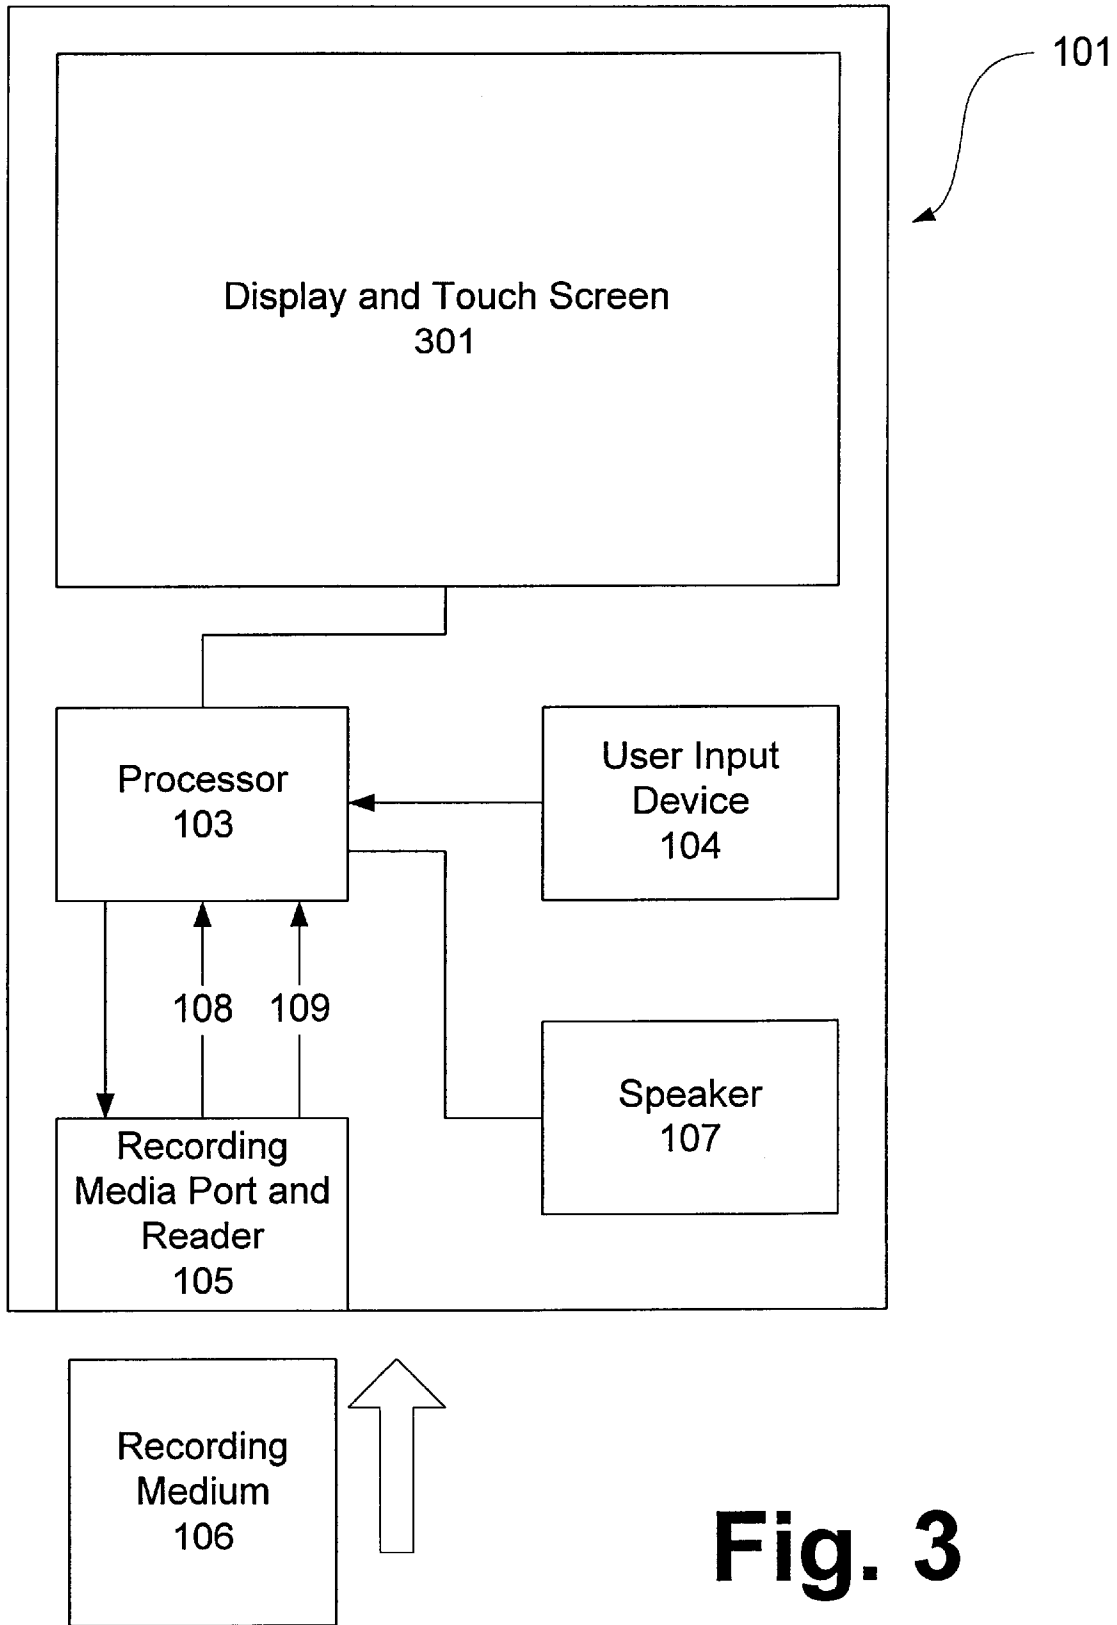 101
Display and Touch Screen
301
Processor
103
User Input
Device
104
108
109
Speaker
107
Recording
Media Port and
Reader
105
Recording
Medium
106
Fig. 3